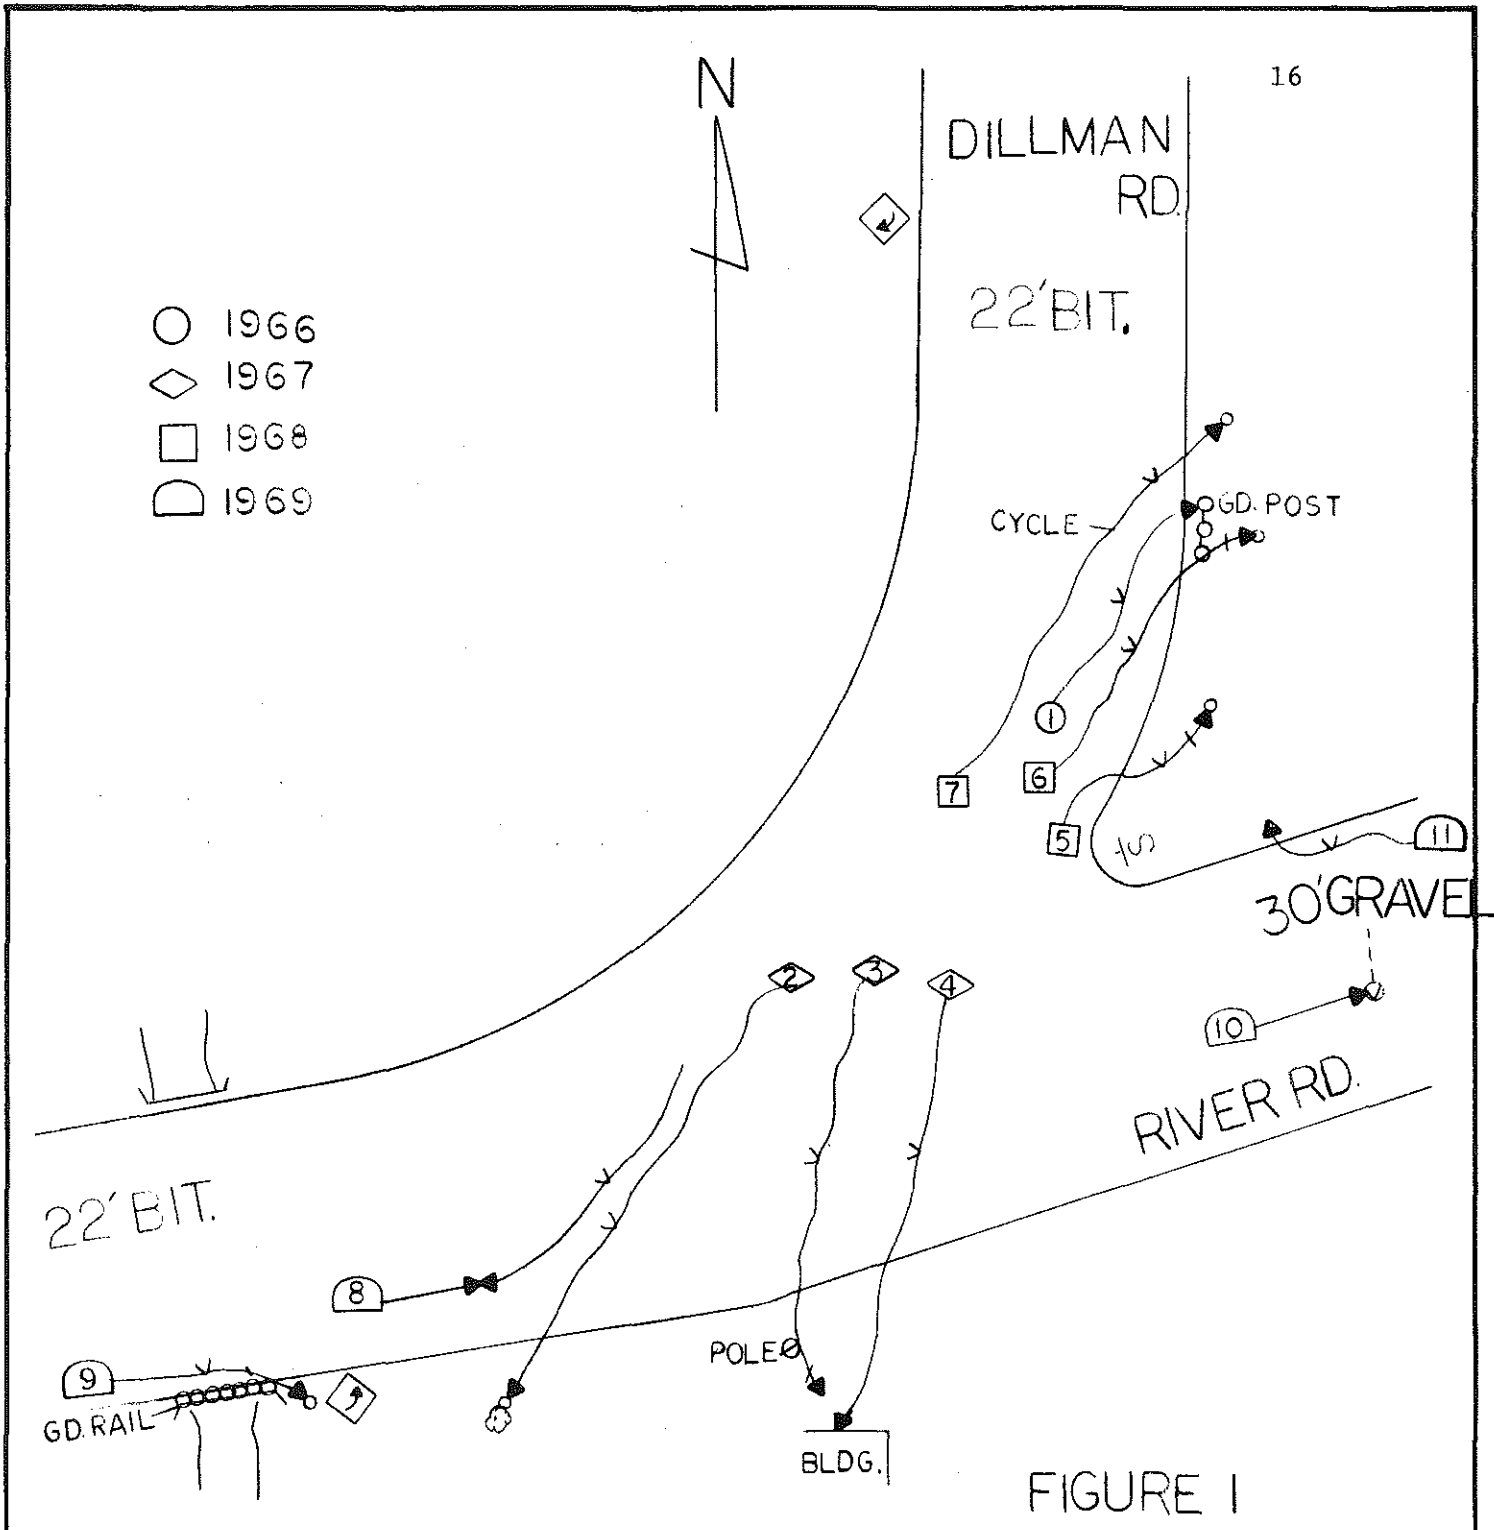 16
N
DILLMAN
RD.
22' BIT.
1966
1967
1968
1969
CYCLE
GD. POST
1
7
6
5
11
30' GRAVEL
2
3
4
10
RIVER RD.
22' BIT.
8
9
POLE
GD. RAIL
BLDG.
FIGURE 1